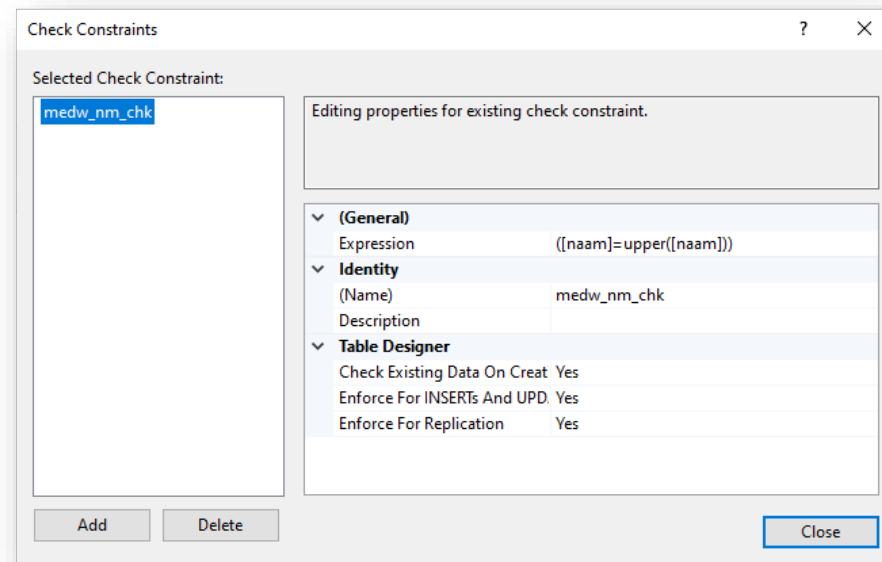 Check Constraints
?
Selected Check Constraint:
medw_nm_chk
Editing properties for existing check constraint.
(General)
Expression ([naam]=upper([naam]))
Identity
(Name) medw_nm_chk
Description
Table Designer
Check Existing Data On Creat Yes
Enforce For INSERTs And UPD. Yes
Enforce For Replication Yes
Add Delete
Close